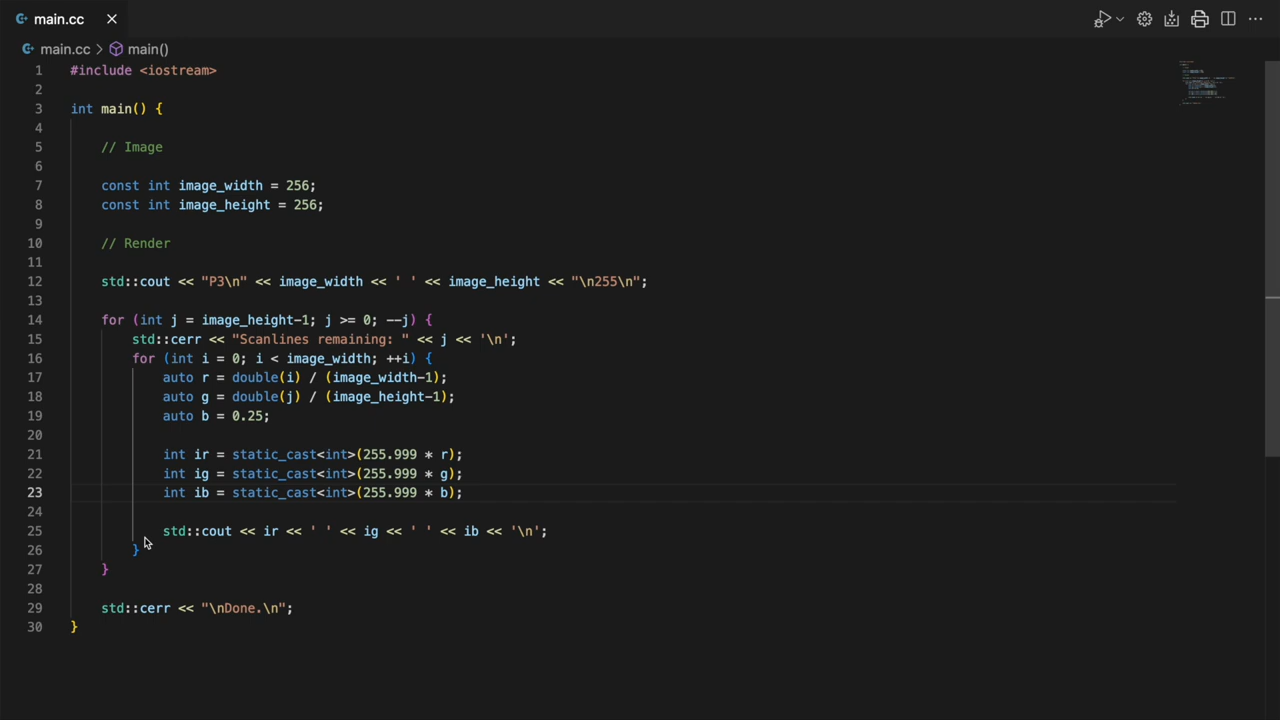 main.cc
main.cc > main()
1 #include <iostream>
2
3 int main() {
4
5 // Image
6
7 const int image_width = 256;
8 const int image_height = 256;
9
10 // Render
11
12 std::cout << "P3\n" << image_width << ' ' << image_height << "\n255\n";
13
14 for (int j = image_height-1; j >= 0; --j) {
15 std::cerr << "Scanlines remaining: " << j << '\n';
16 for (int i = 0; i < image_width; ++i) {
17 auto r = double(i) / (image_width-1);
18 auto g = double(j) / (image_height-1);
19 auto b = 0.25;
20
21 int ir = static_cast<int>(255.999 * r);
22 int ig = static_cast<int>(255.999 * g);
23 int ib = static_cast<int>(255.999 * b);
24
25 std::cout << ir << ' ' << ig << ' ' << ib << '\n';
26 }
27 }
28
29 std::cerr << "\nDone.\n";
30 }